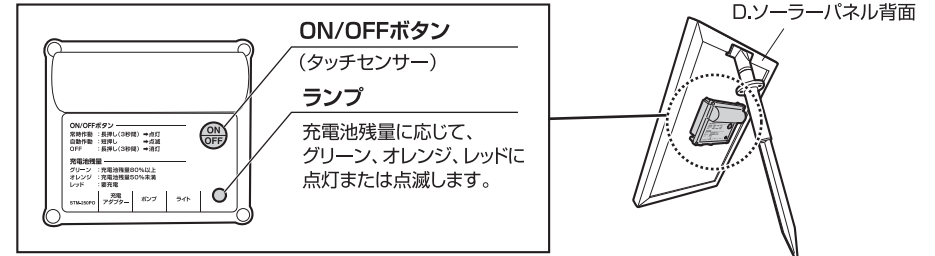 D.ソーラーパネル背面
ON/OFFボタン
(タッチセンサー)
ランプ
充電池残量に応じて、
グリーン、オレンジ、レッドに
点灯または点滅します。
ON/OFFボタン
常時作動 :長押し(3秒間) ➡点灯
自動作動 :短押し ➡点滅
OFF :長押し(3秒間) ➡消灯
ON
OFF
充電池残量
グリーン :充電池残量80%以上
オレンジ :充電池残量50%未満
レッド :要充電
STM-250PG
充電
アダプター
ポンプ
ライト